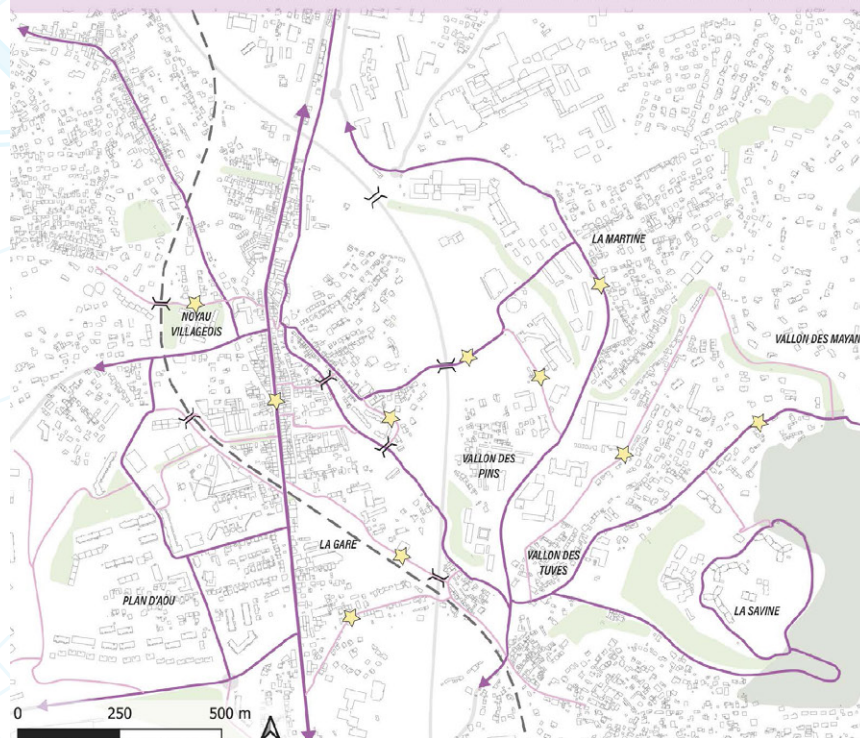 LA MARTINE
NOYAU
VILLAGEOIS
VALLON DES MAYAN
VALLON DES
PINS
LA GARE
VALLON DES
TUVES
PLAN D'AOU
LA SAVINE
0 250 500 m